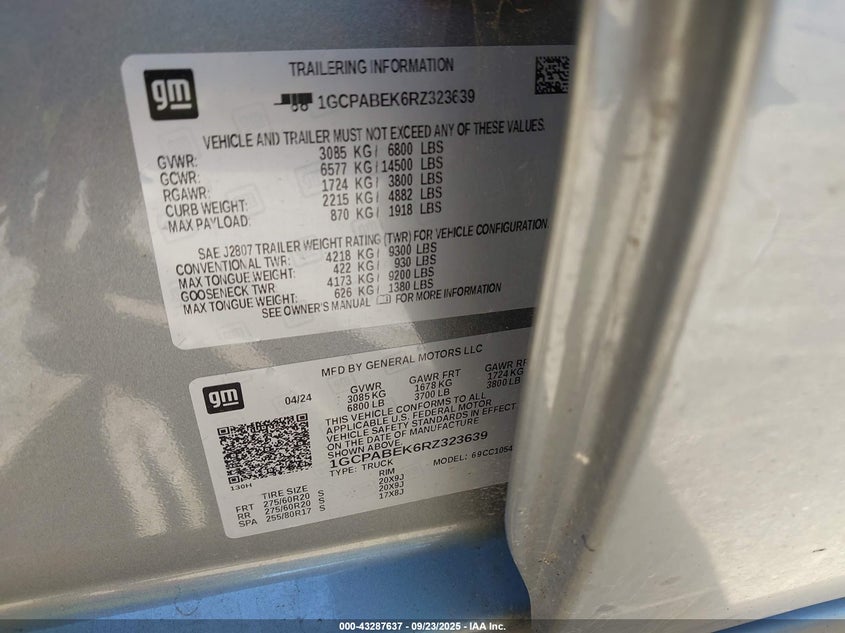 gm
TRAILERING INFORMATION
1GCPABEK6RZ323639
VEHICLE AND TRAILER MUST NOT EXCEED ANY OF THESE VALUES.
GVWR: 3085 KG / 6800 LBS
GCWR: 6577 KG / 14500 LBS
RGAWR: 1724 KG / 3800 LBS
CURB WEIGHT: 2215 KG / 4882 LBS
MAX PAYLOAD: 870 KG / 1918 LBS
SAE J2807 TRAILER WEIGHT RATING (TWR) FOR VEHICLE CONFIGURATION.
CONVENTIONAL TWR: 4218 KG / 9300 LBS
MAX TONGUE WEIGHT: 422 KG / 930 LBS
GOOSENECK TWR: 4173 KG / 9200 LBS
MAX TONGUE WEIGHT: 626 KG / 1380 LBS
SEE OWNER'S MANUAL FOR MORE INFORMATION
gm
MFD BY GENERAL MOTORS LLC
04/24 GVWR GAWR FRT GAWR RR
3085 KG 1678 KG 1724 KG
6800 LB 3700 LB 3800 LB
THIS VEHICLE CONFORMS TO ALL
APPLICABLE U.S. FEDERAL MOTOR
VEHICLE SAFETY STANDARDS IN EFFECT
ON THE DATE OF MANUFACTURE
SHOWN ABOVE.
1GCPABEK6RZ323639
TYPE: TRUCK MODEL: 69CC1054
130H
TIRE SIZE RIM
FRT 275/60R20 S 20X9J
RR 275/60R20 S 20X9J
SPA 255/80R17 S 17X8J
000-43287637 - 09/23/2025 - IAA Inc.